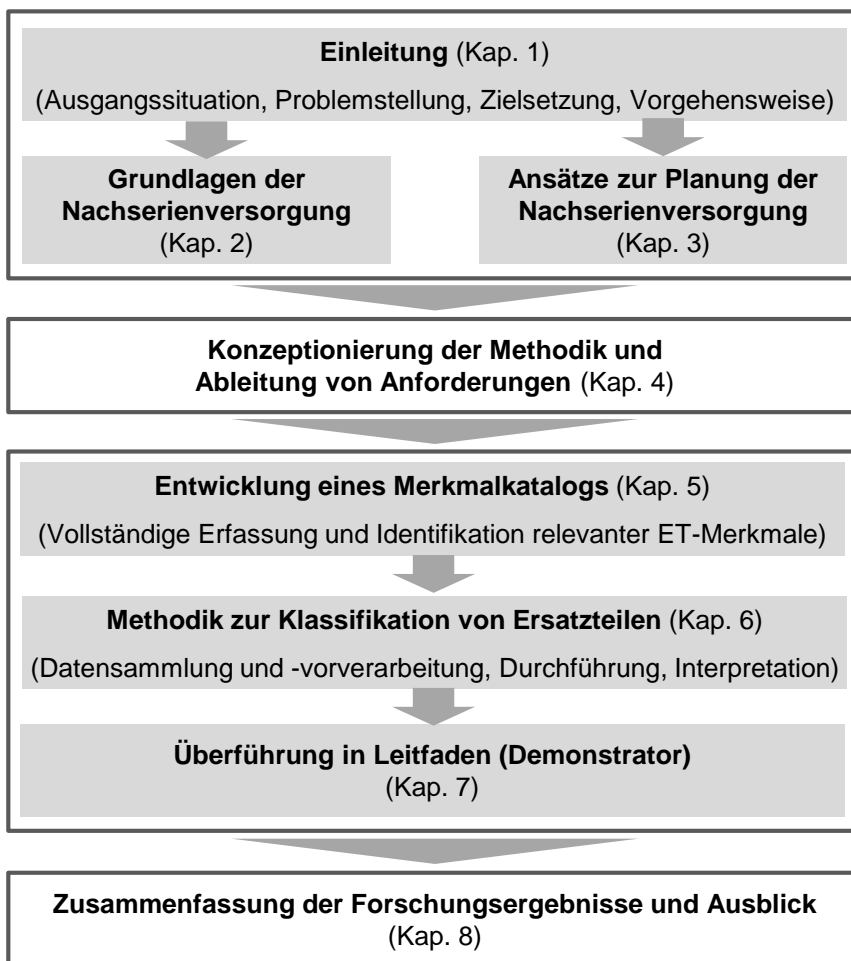 Einleitung (Kap. 1)
(Ausgangssituation, Problemstellung, Zielsetzung, Vorgehensweise)
Grundlagen der
Nachserienversorgung
(Kap. 2)
Ansätze zur Planung der
Nachserienversorgung
(Kap. 3)
Konzeptionierung der Methodik und
Ableitung von Anforderungen (Kap. 4)
Entwicklung eines Merkmalkatalogs (Kap. 5)
(Vollständige Erfassung und Identifikation relevanter ET-Merkmale)
Methodik zur Klassifikation von Ersatzteilen (Kap. 6)
(Datensammlung und -vorverarbeitung, Durchführung, Interpretation)
Überführung in Leitfaden (Demonstrator)
(Kap. 7)
Zusammenfassung der Forschungsergebnisse und Ausblick
(Kap. 8)